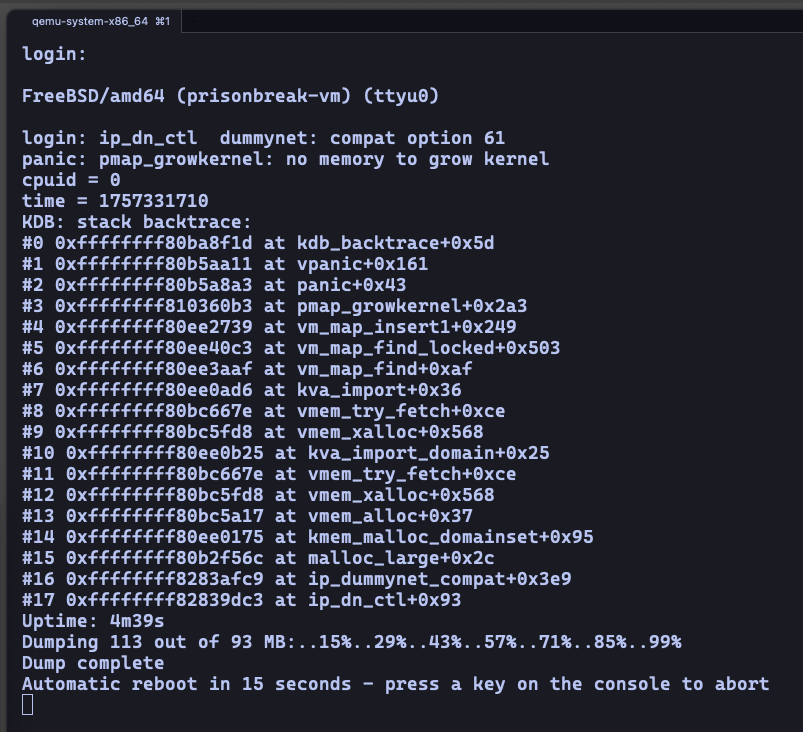 qemu-system-x86_64 ⌘1
login:
FreeBSD/amd64 (prisonbreak-vm) (ttyu0)
login: ip_dn_ctl  dummynet: compat option 61
panic: pmap_growkernel: no memory to grow kernel
cpuid = 0
time = 1757331710
KDB: stack backtrace:
#0 0xffffffff80ba8f1d at kdb_backtrace+0x5d
#1 0xffffffff80b5aa11 at vpanic+0x161
#2 0xffffffff80b5a8a3 at panic+0x43
#3 0xffffffff810360b3 at pmap_growkernel+0x2a3
#4 0xffffffff80ee2739 at vm_map_insert1+0x249
#5 0xffffffff80ee40c3 at vm_map_find_locked+0x503
#6 0xffffffff80ee3aaf at vm_map_find+0xaf
#7 0xffffffff80ee0ad6 at kva_import+0x36
#8 0xffffffff80bc667e at vmem_try_fetch+0xce
#9 0xffffffff80bc5fd8 at vmem_xalloc+0x568
#10 0xffffffff80ee0b25 at kva_import_domain+0x25
#11 0xffffffff80bc667e at vmem_try_fetch+0xce
#12 0xffffffff80bc5fd8 at vmem_xalloc+0x568
#13 0xffffffff80bc5a17 at vmem_alloc+0x37
#14 0xffffffff80ee0175 at kmem_malloc_domainset+0x95
#15 0xffffffff80b2f56c at malloc_large+0x2c
#16 0xffffffff8283afc9 at ip_dummynet_compat+0x3e9
#17 0xffffffff82839dc3 at ip_dn_ctl+0x93
Uptime: 4m39s
Dumping 113 out of 93 MB:..15%..29%..43%..57%..71%..85%..99%
Dump complete
Automatic reboot in 15 seconds - press a key on the console to abort